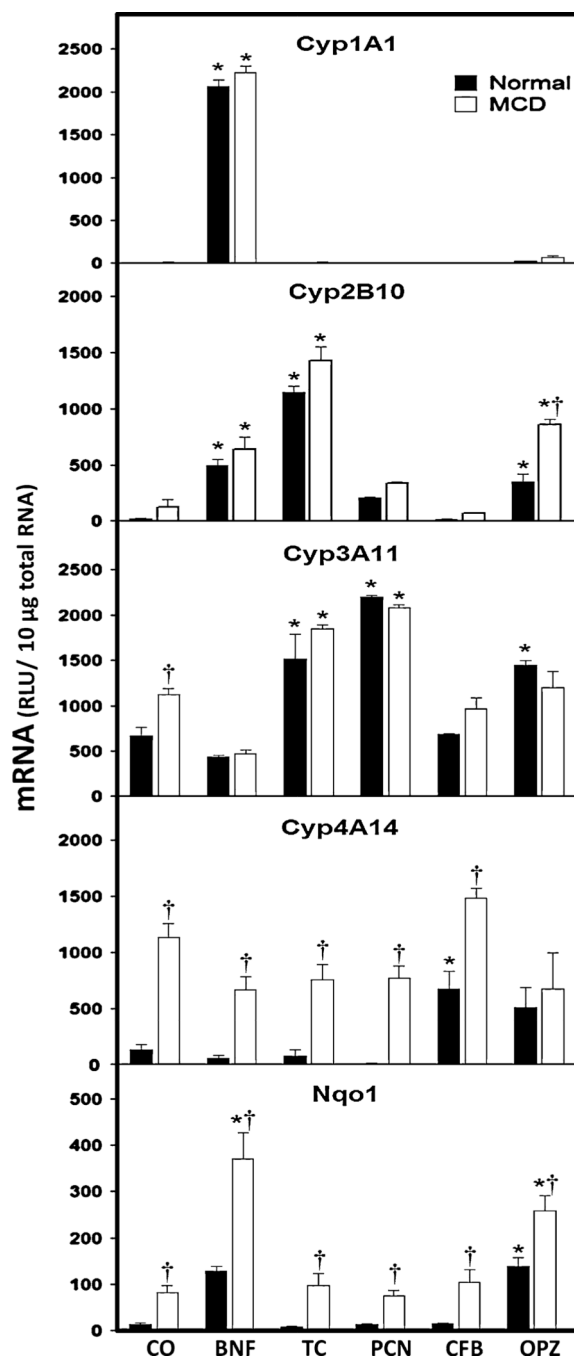 Cyp1A1
2500
2000
1500
1000
500
0
* *
Normal
MCD
Cyp2B10
2000
1500
1000
500
0
* * * * * *†
Cyp3A11
2500
2000
1500
1000
500
0
† * * * * *
Cyp4A14
2000
1500
1000
500
0
† † † † * †
Nqo1
500
400
300
200
100
0
† *† † † † * *†
CO BNF TC PCN CFB OPZ
mRNA (RLU/ 10 µg total RNA)